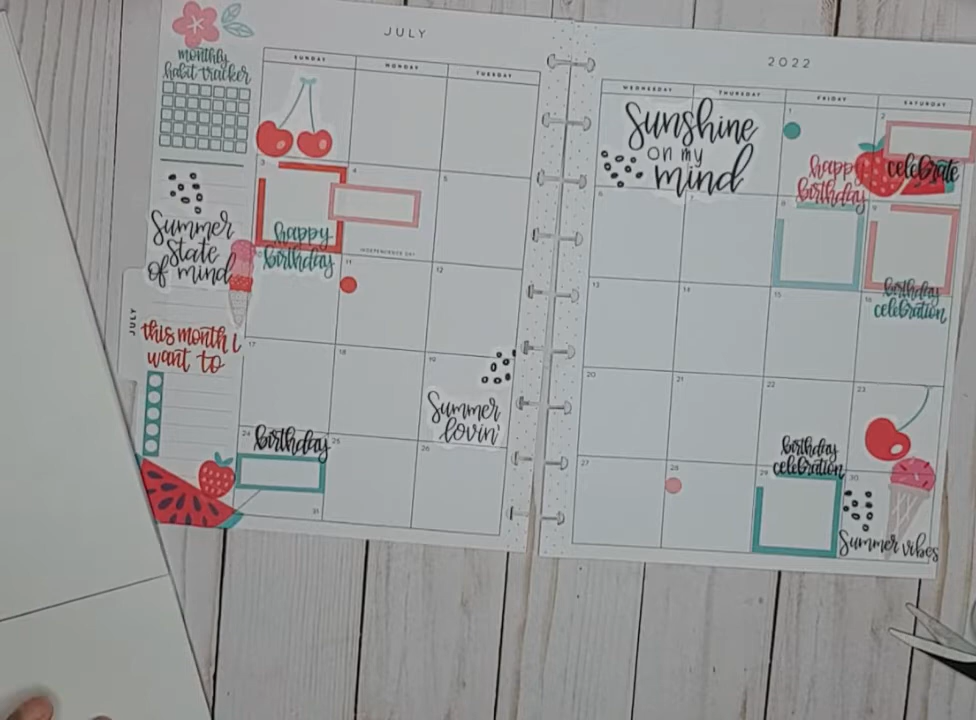 JULY
2022
monthly
habit tracker
SUNDAY
MONDAY
TUESDAY
WEDNESDAY
THURSDAY
FRIDAY
SATURDAY
Sunshine
on my
mind
1
2
happy
birthday
celebrate
3
4
5
6
7
8
9
happy
birthday
INDEPENDENCE DAY
birthday
celebration
Summer
State
of mind
11
12
13
14
15
16
JULY
this month i
want to
17
18
19
20
21
22
23
Summer
lovin'
24
birthday
25
26
27
28
29
30
birthday
celebration
31
Summer vibes